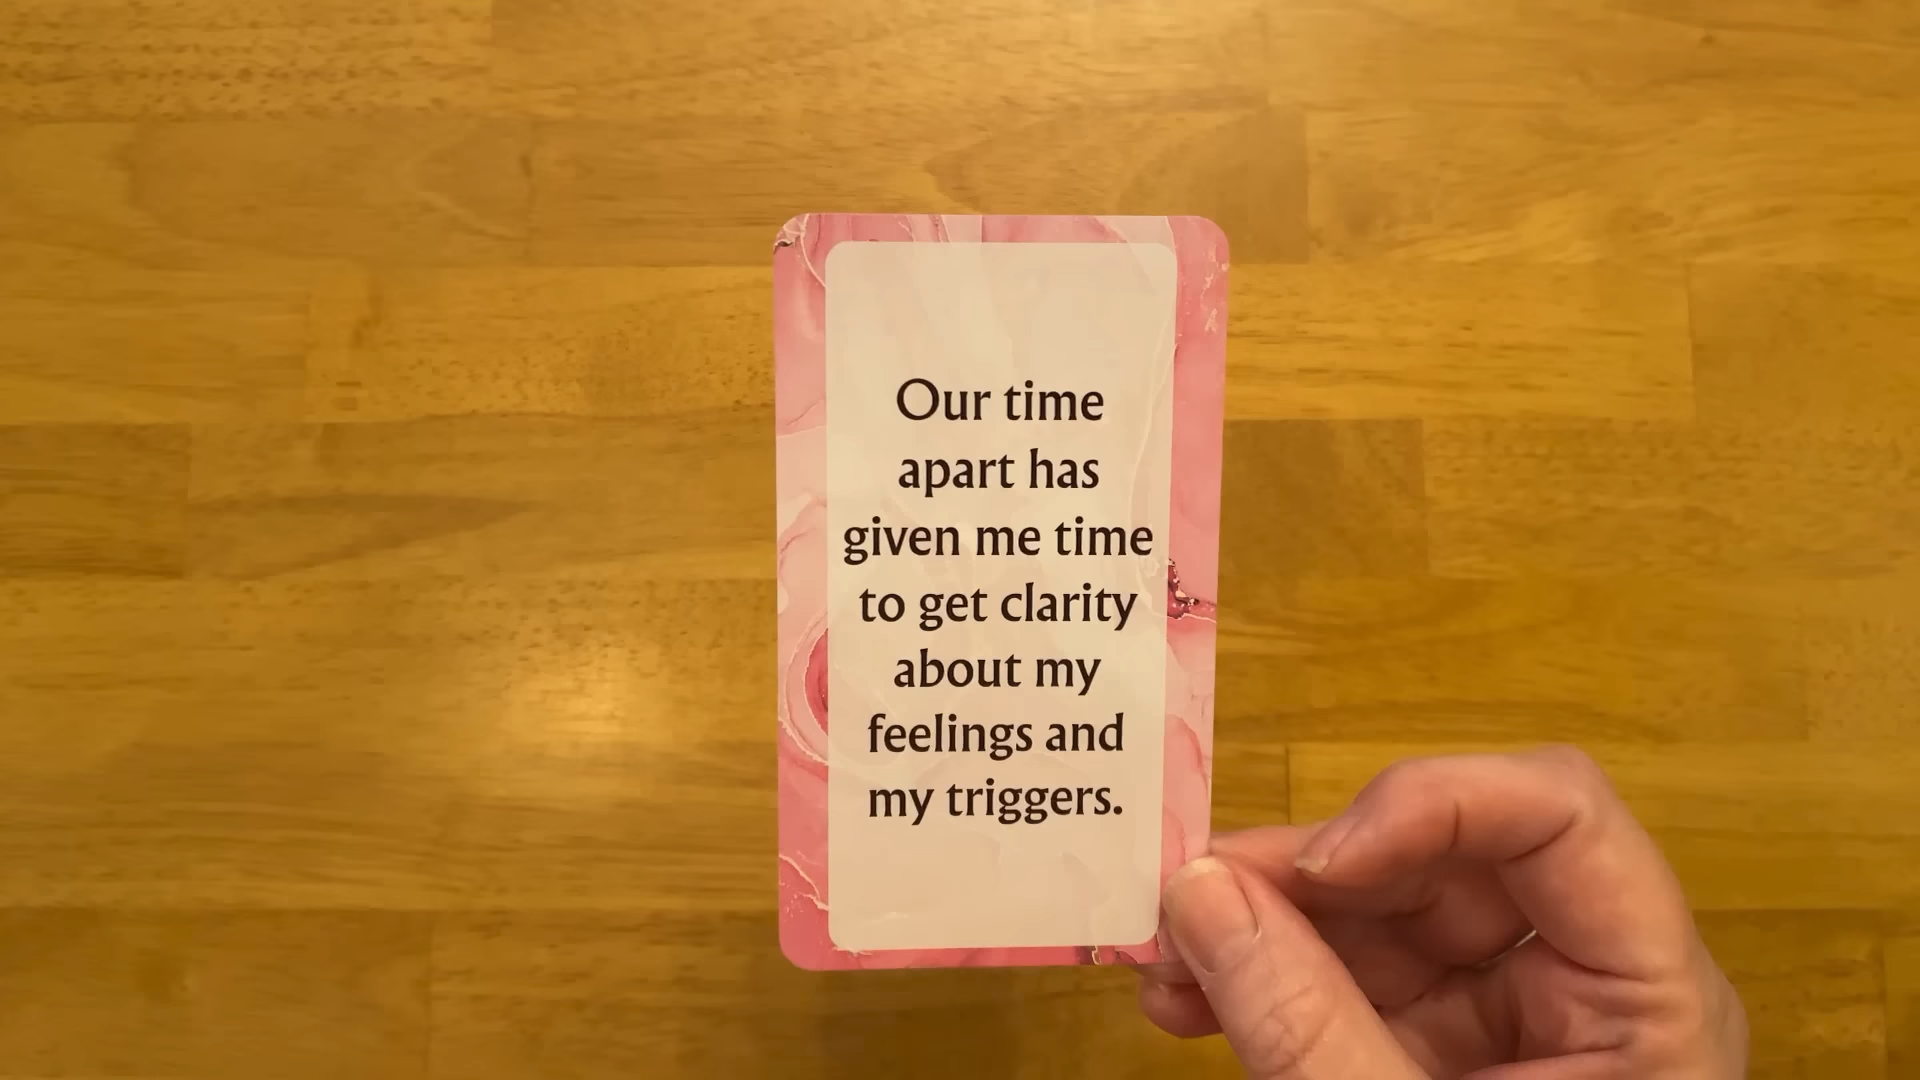 Our time
apart has
given me time
to get clarity
about my
feelings and
my triggers.